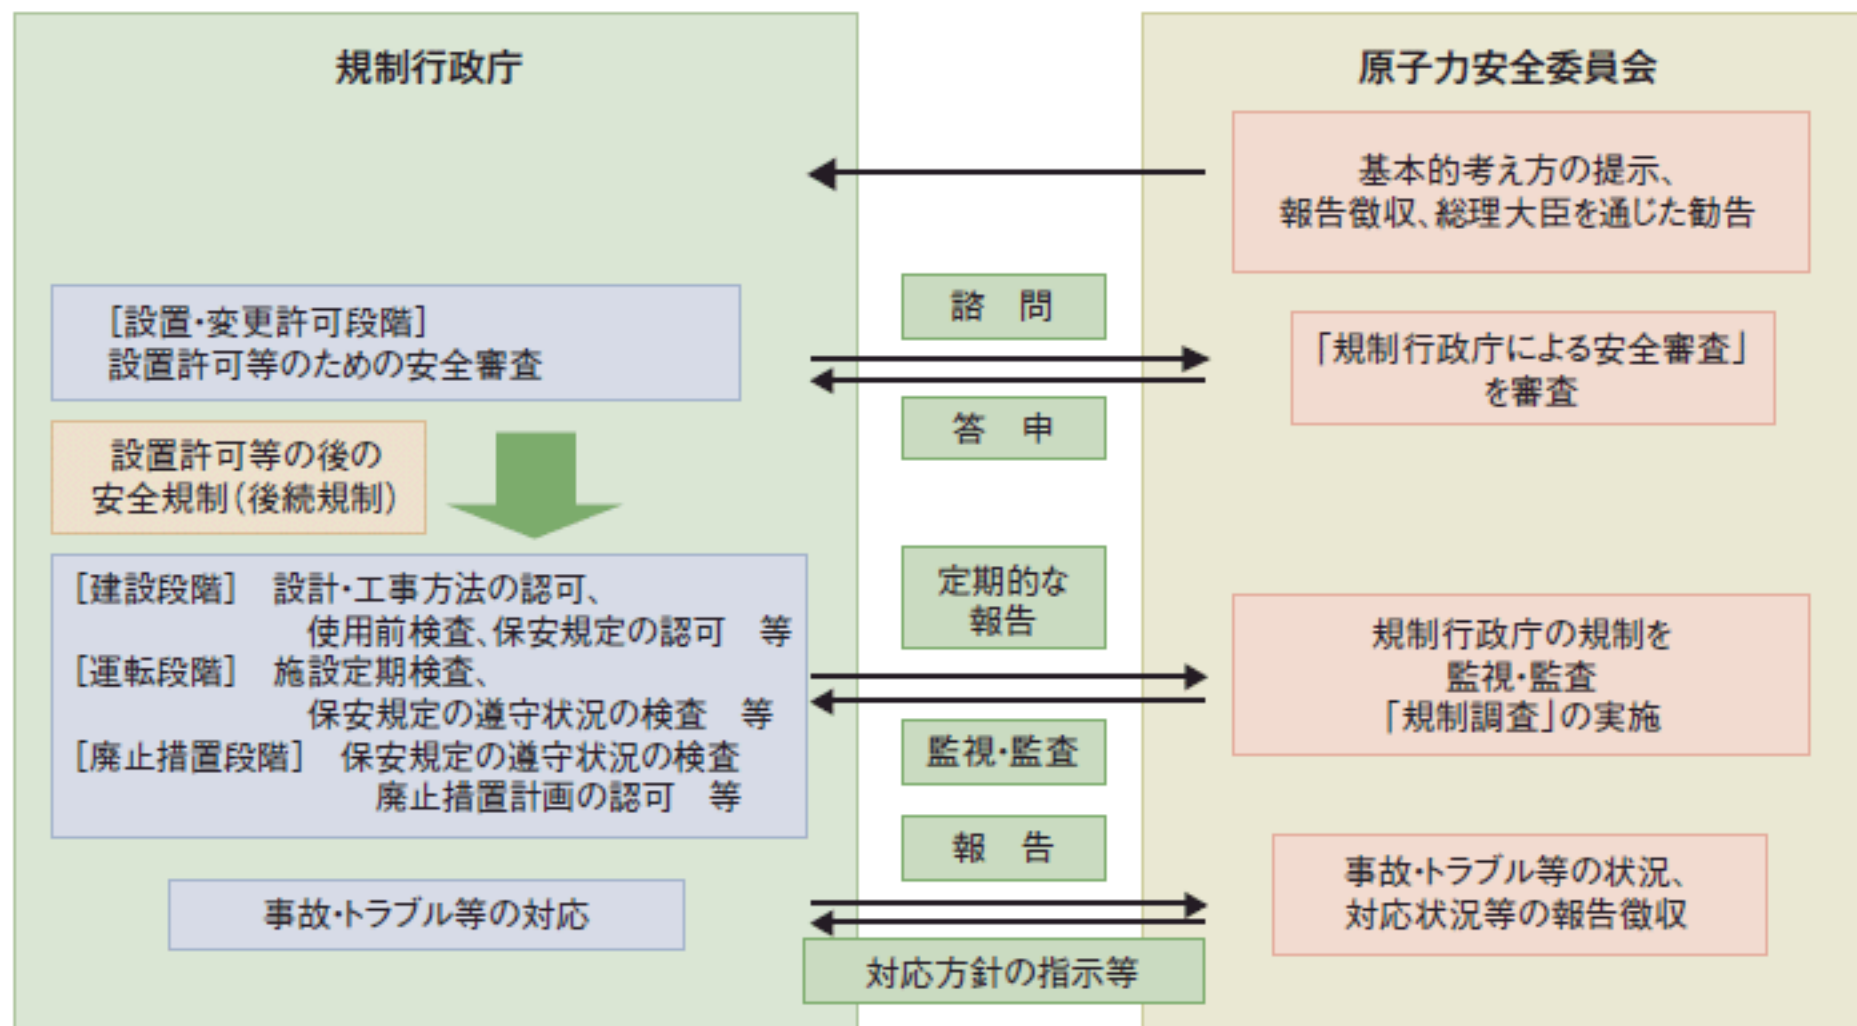 規制行政庁
原子力安全委員会
基本的考え方の提示、
報告徴収、総理大臣を通じた勧告
[設置・変更許可段階]
設置許可等のための安全審査
諮　問
答　申
「規制行政庁による安全審査」
を審査
設置許可等の後の
安全規制(後続規制)
[建設段階]　設計・工事方法の認可、
使用前検査、保安規定の認可　等
[運転段階]　施設定期検査、
保安規定の遵守状況の検査　等
[廃止措置段階]　保安規定の遵守状況の検査
廃止措置計画の認可　等
定期的な
報告
監視・監査
規制行政庁の規制を
監視・監査
「規制調査」の実施
事故・トラブル等の対応
報　告
対応方針の指示等
事故・トラブル等の状況、
対応状況等の報告徴収